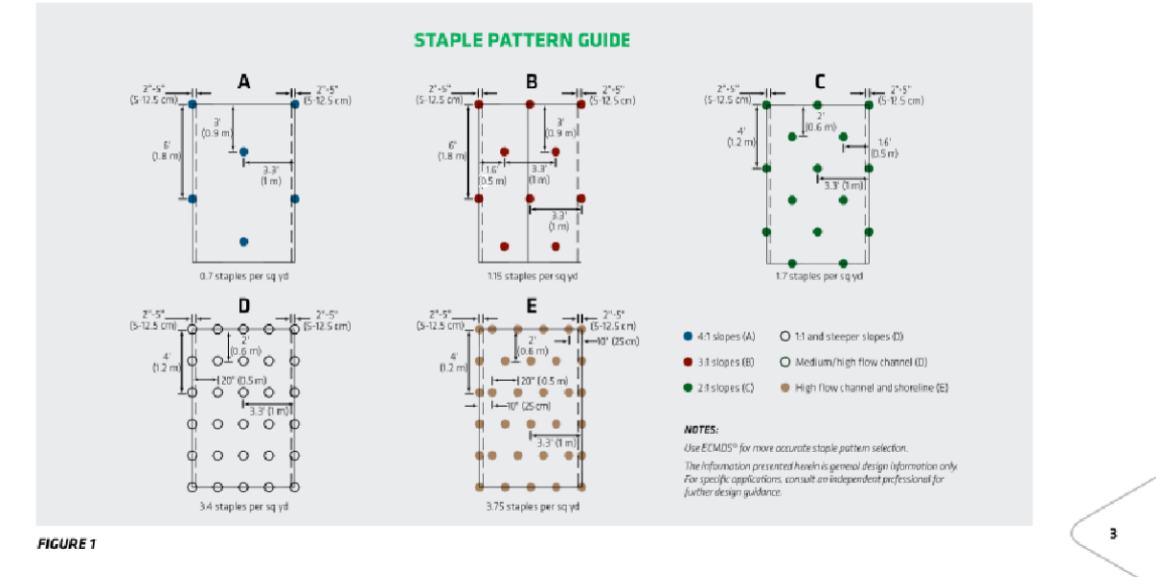 STAPLE PATTERN GUIDE
A
2"-5"
(5-12.5 cm)
2"-5"
(5-12.5 cm)
3'
(0.9 m)
6'
(1.8 m)
3.3'
(1 m)
0.7 staples per sq yd
B
2"-5"
(5-12.5 cm)
2"-5"
(5-12.5 cm)
3'
(0.9 m)
6'
(1.8 m)
1.6'
(0.5 m)
3.3'
(1 m)
3.3'
(1 m)
1.15 staples per sq yd
C
2"-5"
(5-12.5 cm)
2"-5"
(5-12.5 cm)
2'
(0.6 m)
4'
(1.2 m)
1.6'
(0.5 m)
3.3' (1 m)
1.7 staples per sq yd
D
2"-5"
(5-12.5 cm)
2"-5"
(5-12.5 cm)
2'
(0.6 m)
4'
(1.2 m)
20" (0.5 m)
3.3' (1 m)
3.4 staples per sq yd
E
2"-5"
(5-12.5 cm)
2"-5"
(5-12.5 cm)
10" (25 cm)
2'
(0.6 m)
4'
(1.2 m)
20" (0.5 m)
10" (25 cm)
3.3' (1 m)
3.75 staples per sq yd
4:1 slopes (A)
3:1 slopes (B)
2:1 slopes (C)
1:1 and steeper slopes (D)
Medium/high flow channel (D)
High flow channel and shoreline (E)
NOTES:
Use ECMDS® for more accurate staple pattern selection.
The information presented herein is general design information only.
For specific applications, consult an independent professional for
further design guidance.
FIGURE 1
3